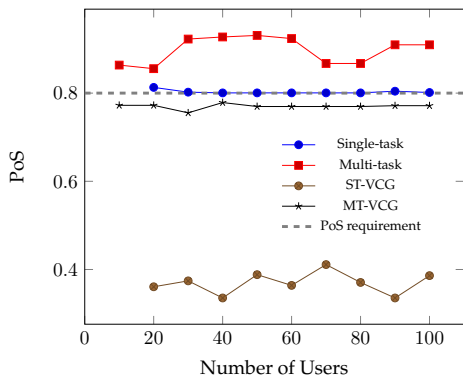 0.8
0.6
0.4
PoS
Single-task
Multi-task
ST-VCG
MT-VCG
PoS requirement
0 20 40 60 80 100
Number of Users